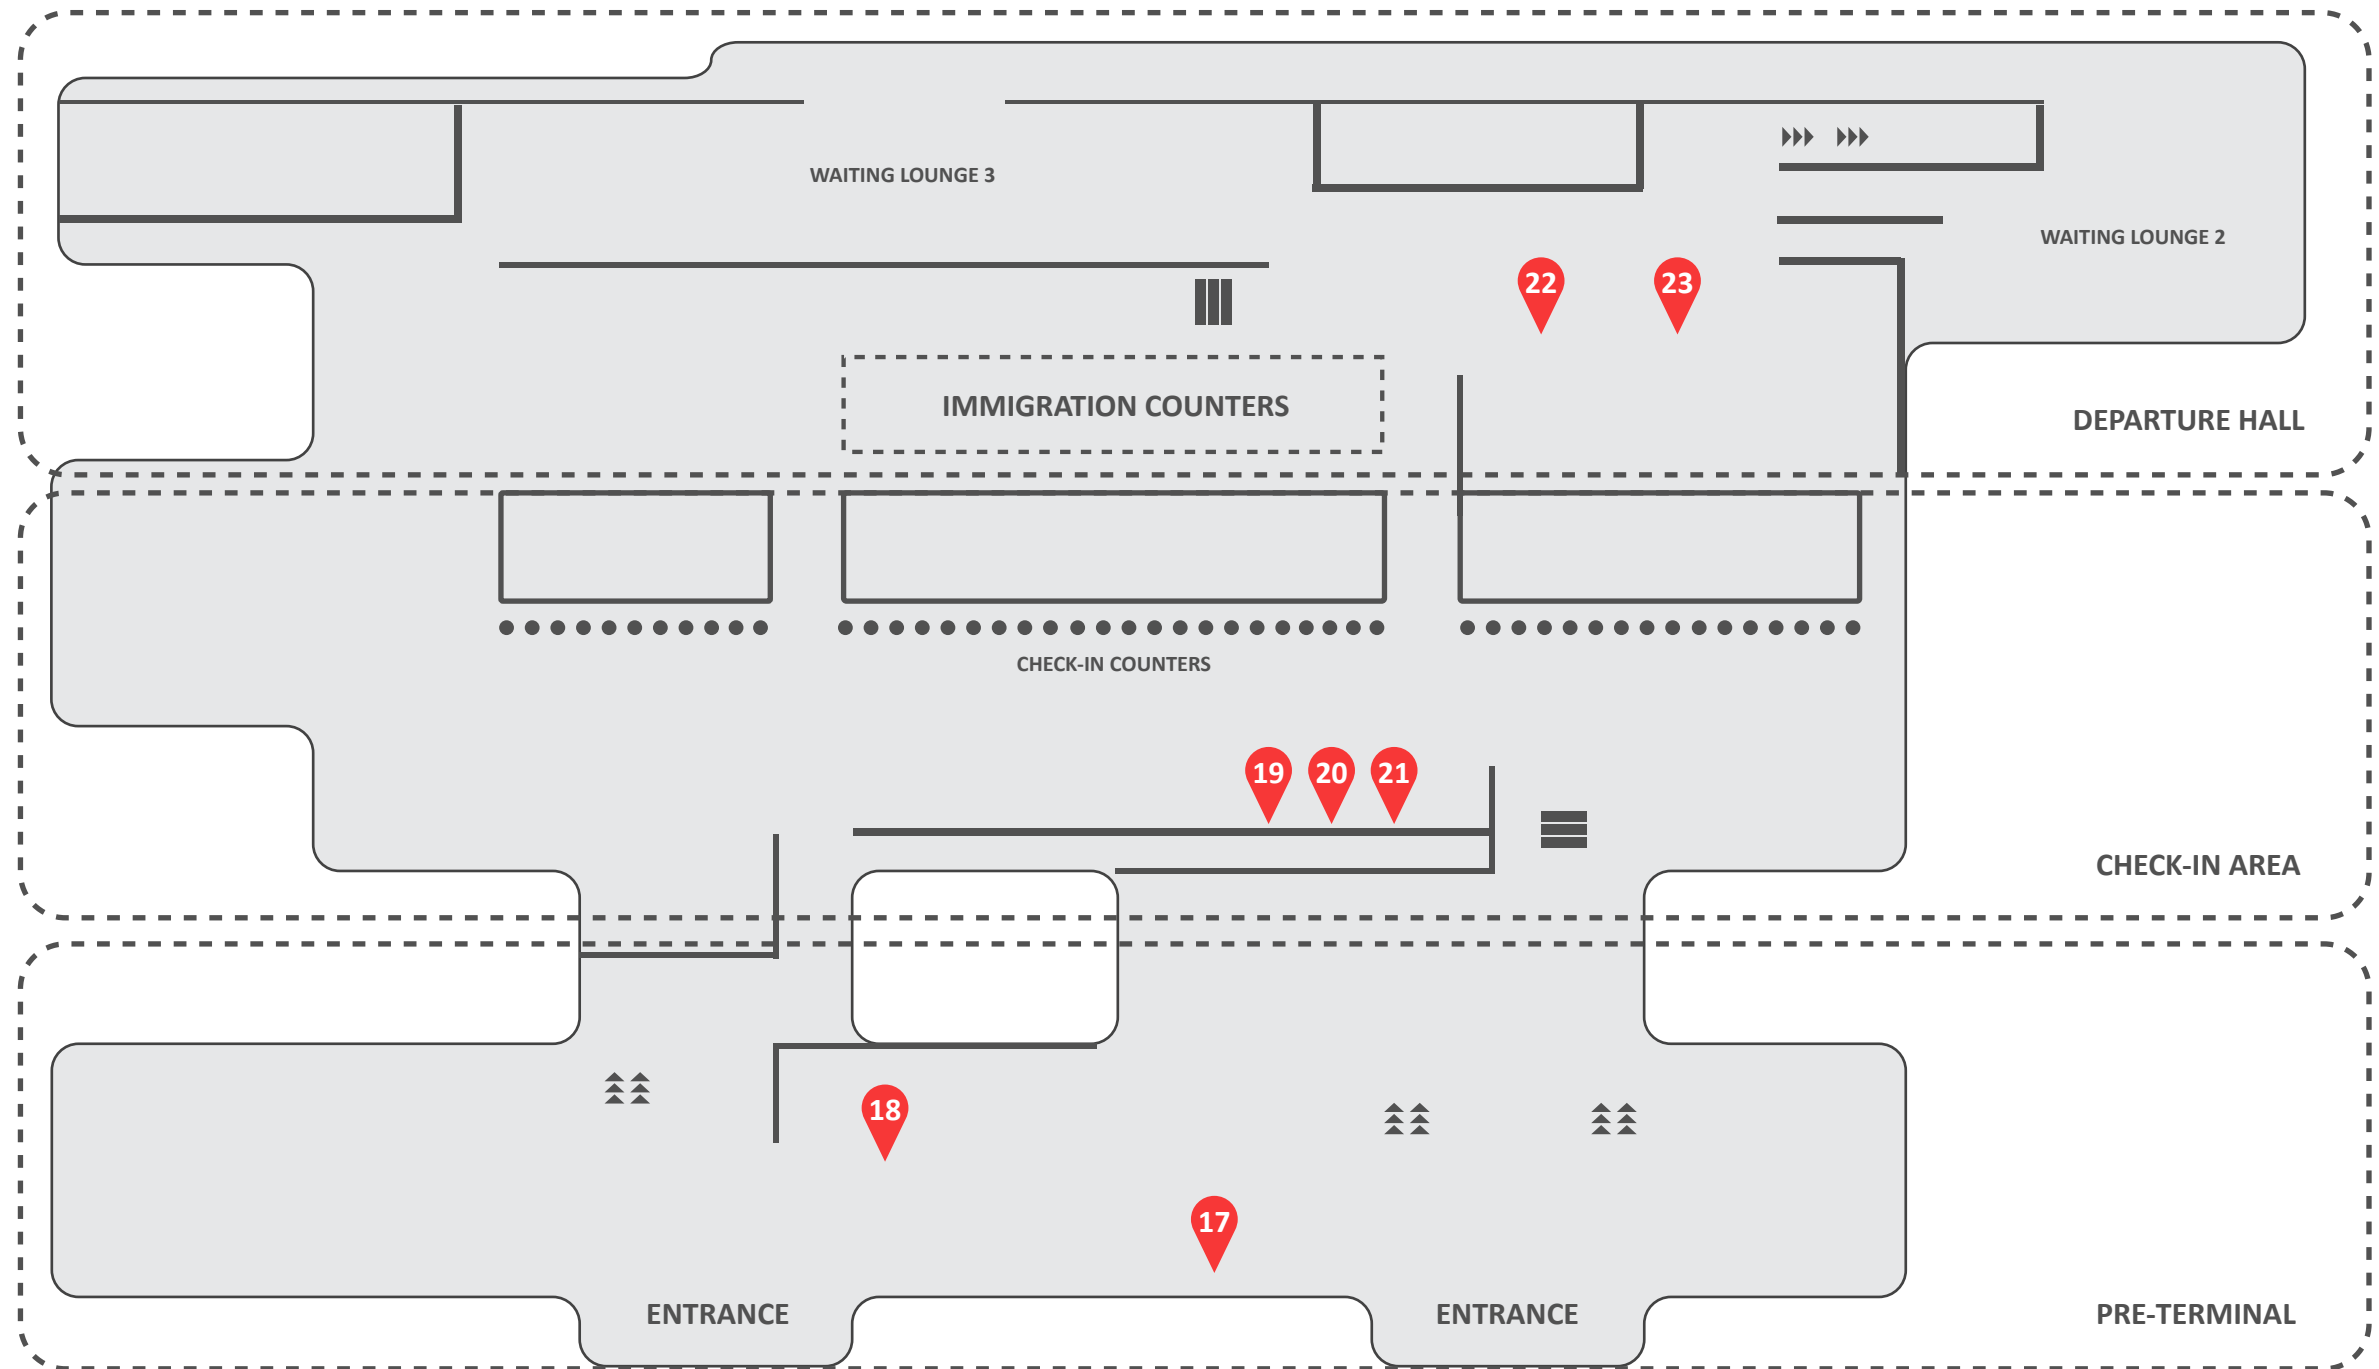 WAITING LOUNGE 3
WAITING LOUNGE 2
22
23
IMMIGRATION COUNTERS
DEPARTURE HALL
CHECK-IN COUNTERS
19
20
21
CHECK-IN AREA
18
17
ENTRANCE
ENTRANCE
PRE-TERMINAL